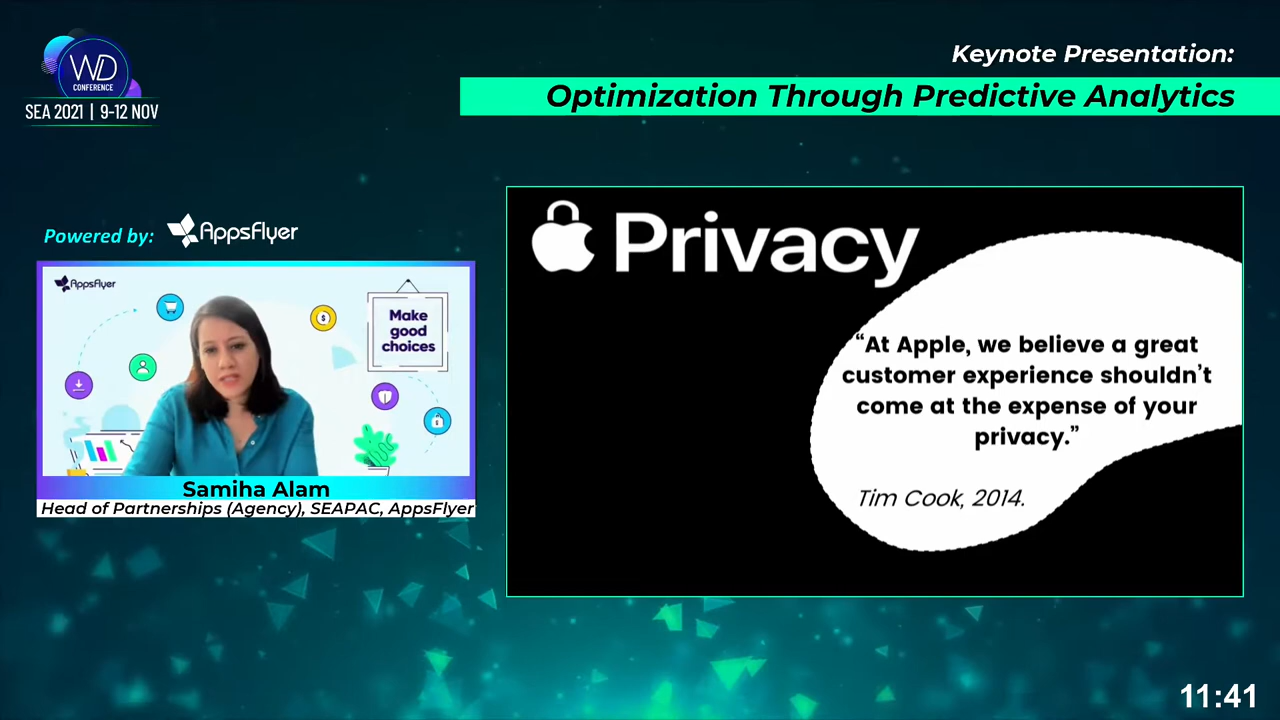 WD
CONFERENCE
SEA 2021 | 9-12 NOV
Keynote Presentation:
Optimization Through Predictive Analytics
Powered by: AppsFlyer
AppsFlyer
Make
good
choices
Samiha Alam
Head of Partnerships (Agency), SEAPAC, AppsFlyer
Privacy
“At Apple, we believe a great
customer experience shouldn’t
come at the expense of your
privacy.”
Tim Cook, 2014.
11:41